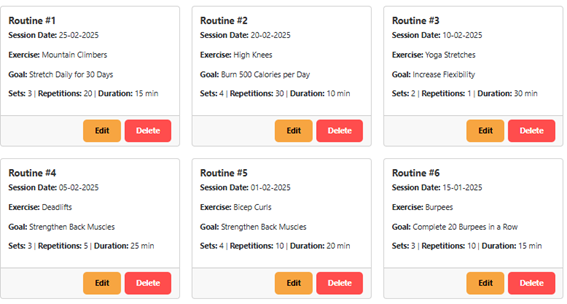 Routine #1
Session Date: 25-02-2025
Exercise: Mountain Climbers
Goal: Stretch Daily for 30 Days
Sets: 3 | Repetitions: 20 | Duration: 15 min
Edit
Delete
Routine #2
Session Date: 20-02-2025
Exercise: High Knees
Goal: Burn 500 Calories per Day
Sets: 4 | Repetitions: 30 | Duration: 10 min
Edit
Delete
Routine #3
Session Date: 10-02-2025
Exercise: Yoga Stretches
Goal: Increase Flexibility
Sets: 2 | Repetitions: 1 | Duration: 30 min
Edit
Delete
Routine #4
Session Date: 05-02-2025
Exercise: Deadlifts
Goal: Strengthen Back Muscles
Sets: 3 | Repetitions: 5 | Duration: 25 min
Edit
Delete
Routine #5
Session Date: 01-02-2025
Exercise: Bicep Curls
Goal: Strengthen Back Muscles
Sets: 4 | Repetitions: 10 | Duration: 20 min
Edit
Delete
Routine #6
Session Date: 15-01-2025
Exercise: Burpees
Goal: Complete 20 Burpees in a Row
Sets: 3 | Repetitions: 10 | Duration: 15 min
Edit
Delete